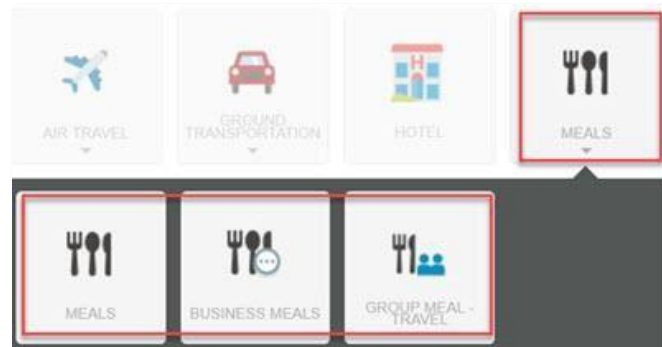 AIR TRAVEL
GROUND
TRANSPORTATION
HOTEL
MEALS
MEALS
BUSINESS MEALS
GROUP MEAL -
TRAVEL